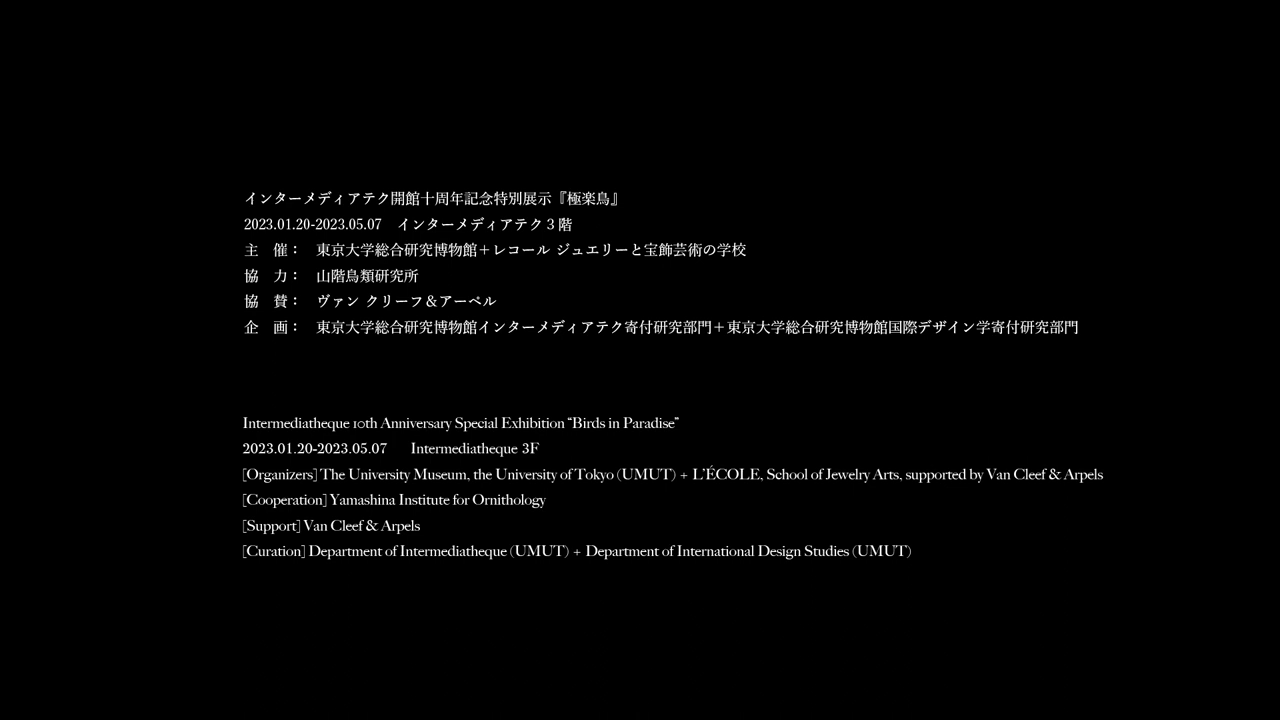 インターメディアテク開館十周年記念特別展示『極楽鳥』
2023.01.20-2023.05.07　インターメディアテク３階
主　催：　東京大学総合研究博物館＋レコール ジュエリーと宝飾芸術の学校
協　力：　山階鳥類研究所
協　賛：　ヴァン クリーフ＆アーペル
企　画：　東京大学総合研究博物館インターメディアテク寄付研究部門＋東京大学総合研究博物館国際デザイン学寄付研究部門
Intermediatheque 10th Anniversary Special Exhibition “Birds in Paradise”
2023.01.20-2023.05.07　Intermediatheque 3F
[Organizers] The University Museum, the University of Tokyo (UMUT) + L’ÉCOLE, School of Jewelry Arts, supported by Van Cleef & Arpels
[Cooperation] Yamashina Institute for Ornithology
[Support] Van Cleef & Arpels
[Curation] Department of Intermediatheque (UMUT) + Department of International Design Studies (UMUT)